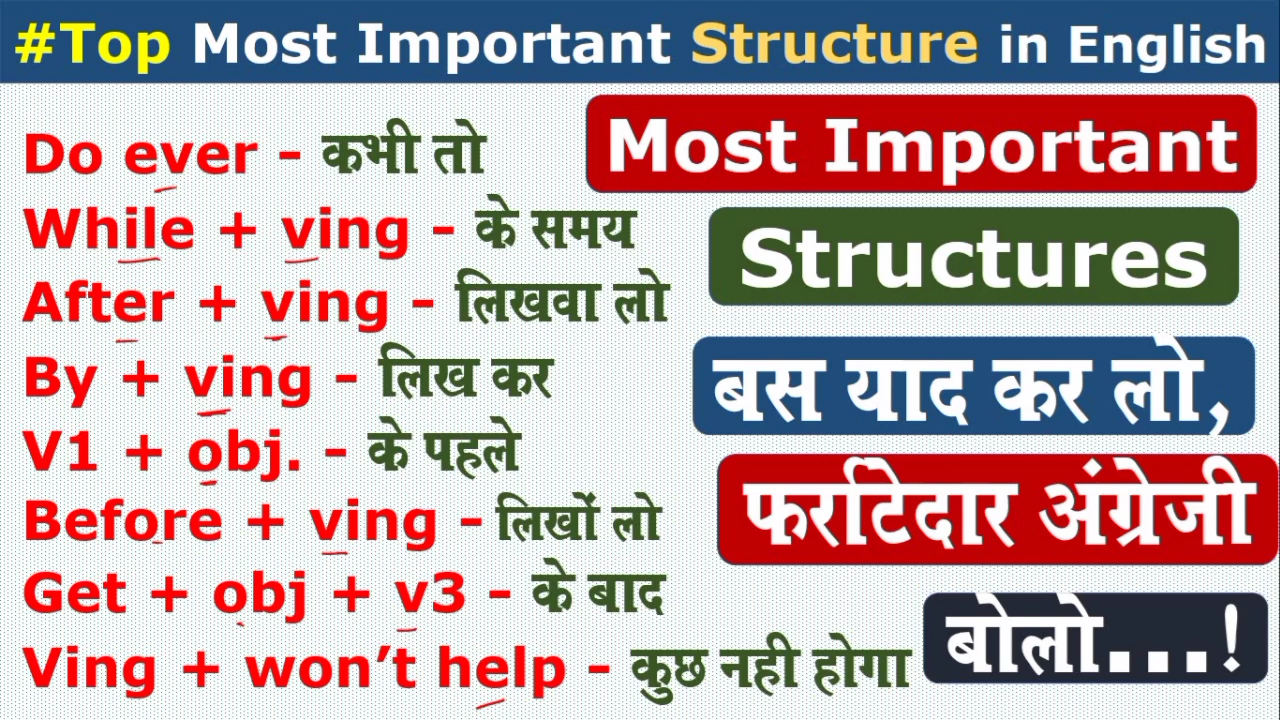 #Top Most Important Structure in English
Do ever - कभी तो
While + ving - के समय
After + ving - लिखवा लो
By + ving - लिख कर
V1 + obj. - के पहले
Before + ving - लिखों लो
Get + obj + v3 - के बाद
Ving + won’t help - कुछ नही होगा
Most Important
Structures
बस याद कर लो,
फर्राटेदार अंग्रेजी
बोलो...!